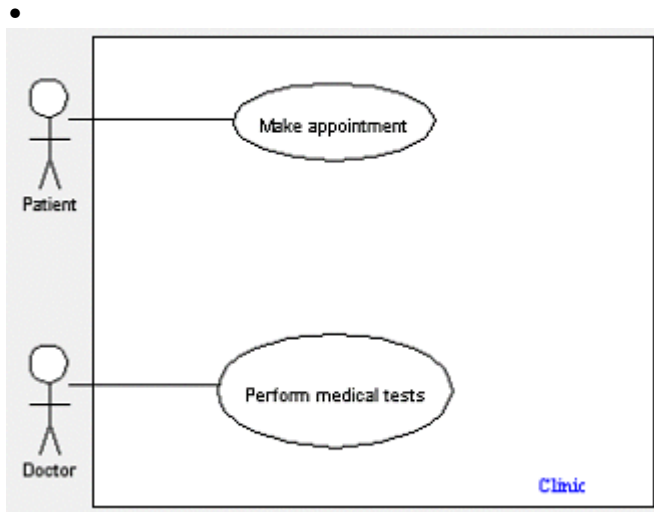 Make appointment
Patient
Perform medical tests
Doctor
Clinic